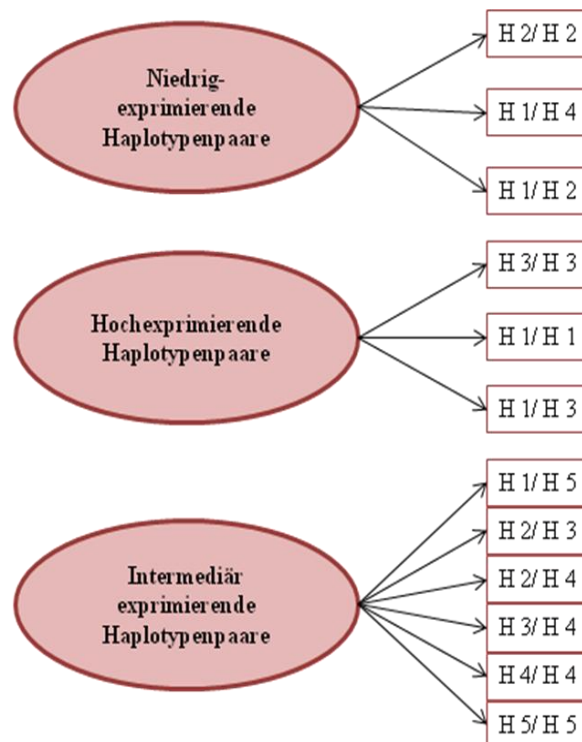 Niedrig-
exprimierende
Haplotypenpaare
H 2/ H 2
H 1/ H 4
H 1/ H 2
Hochexprimierende
Haplotypenpaare
H 3/ H 3
H 1/ H 1
H 1/ H 3
Intermediär
exprimierende
Haplotypenpaare
H 1/ H 5
H 2/ H 3
H 2/ H 4
H 3/ H 4
H 4/ H 4
H 5/ H 5